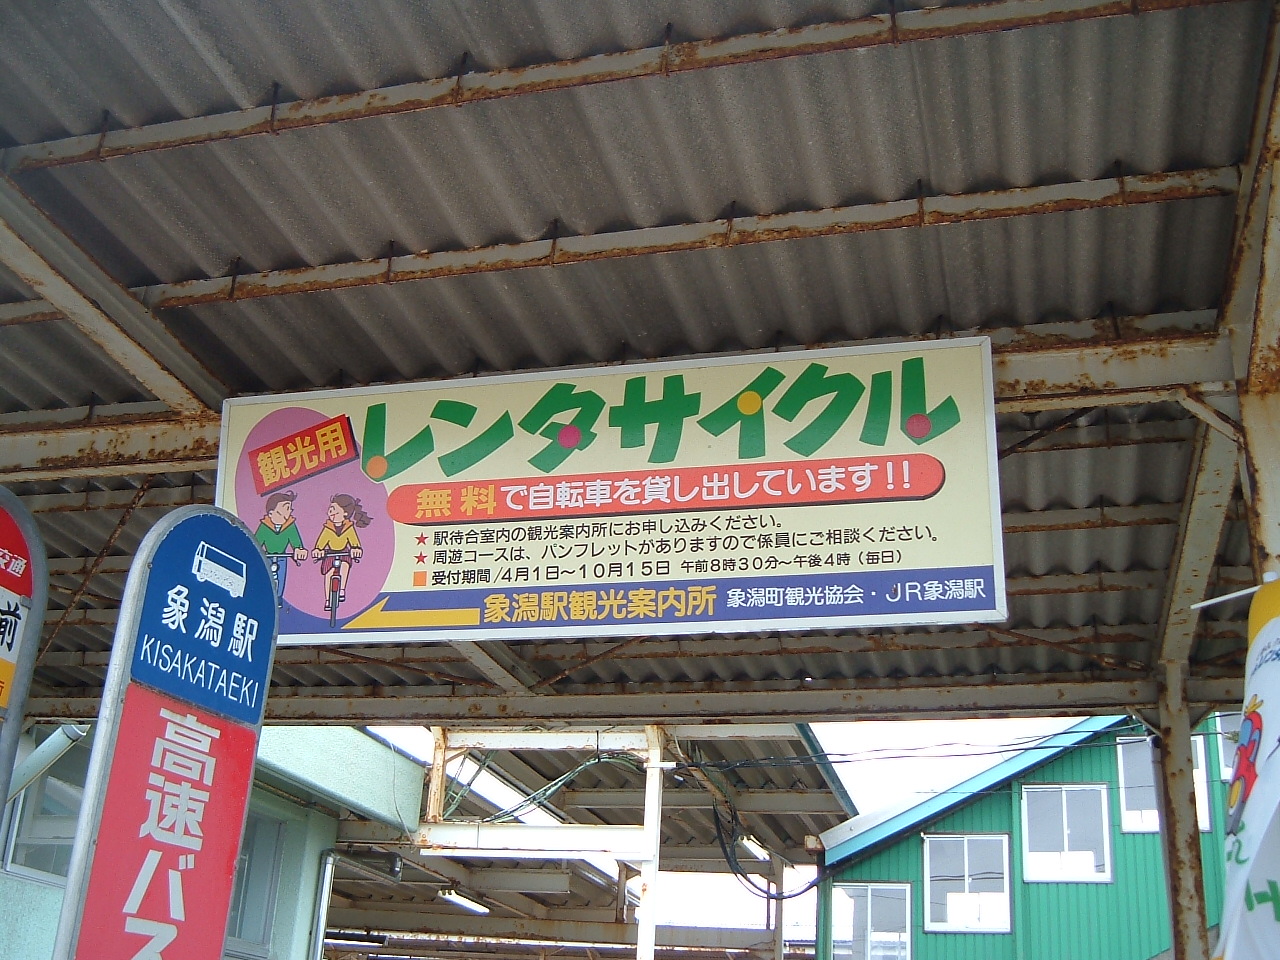 観光用
レンタサイクル
無料で自転車を貸し出しています!!
★駅待合室内の観光案内所にお申し込みください。
★周遊コースは、パンフレットがありますので係員にご相談ください。
■受付期間/4月1日〜10月15日 午前8時30分〜午後4時(毎日)
象潟駅観光案内所 象潟町観光協会・JR象潟駅
象潟駅
KISAKATAEKI
高速バス
交通
前